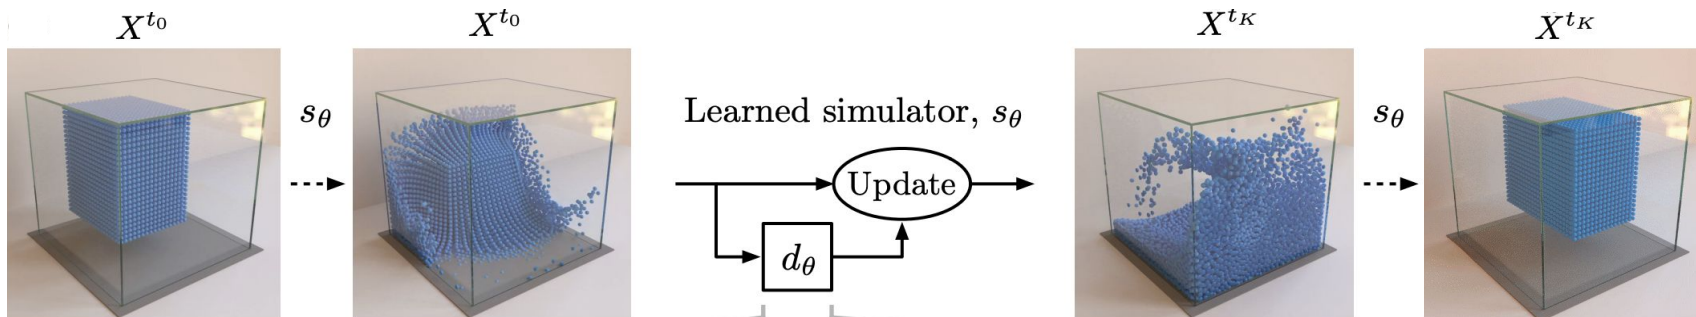 X^{t_0}
X^{t_0}
X^{t_K}
X^{t_K}
s_θ
Learned simulator, s_θ
s_θ
Update
d_θ